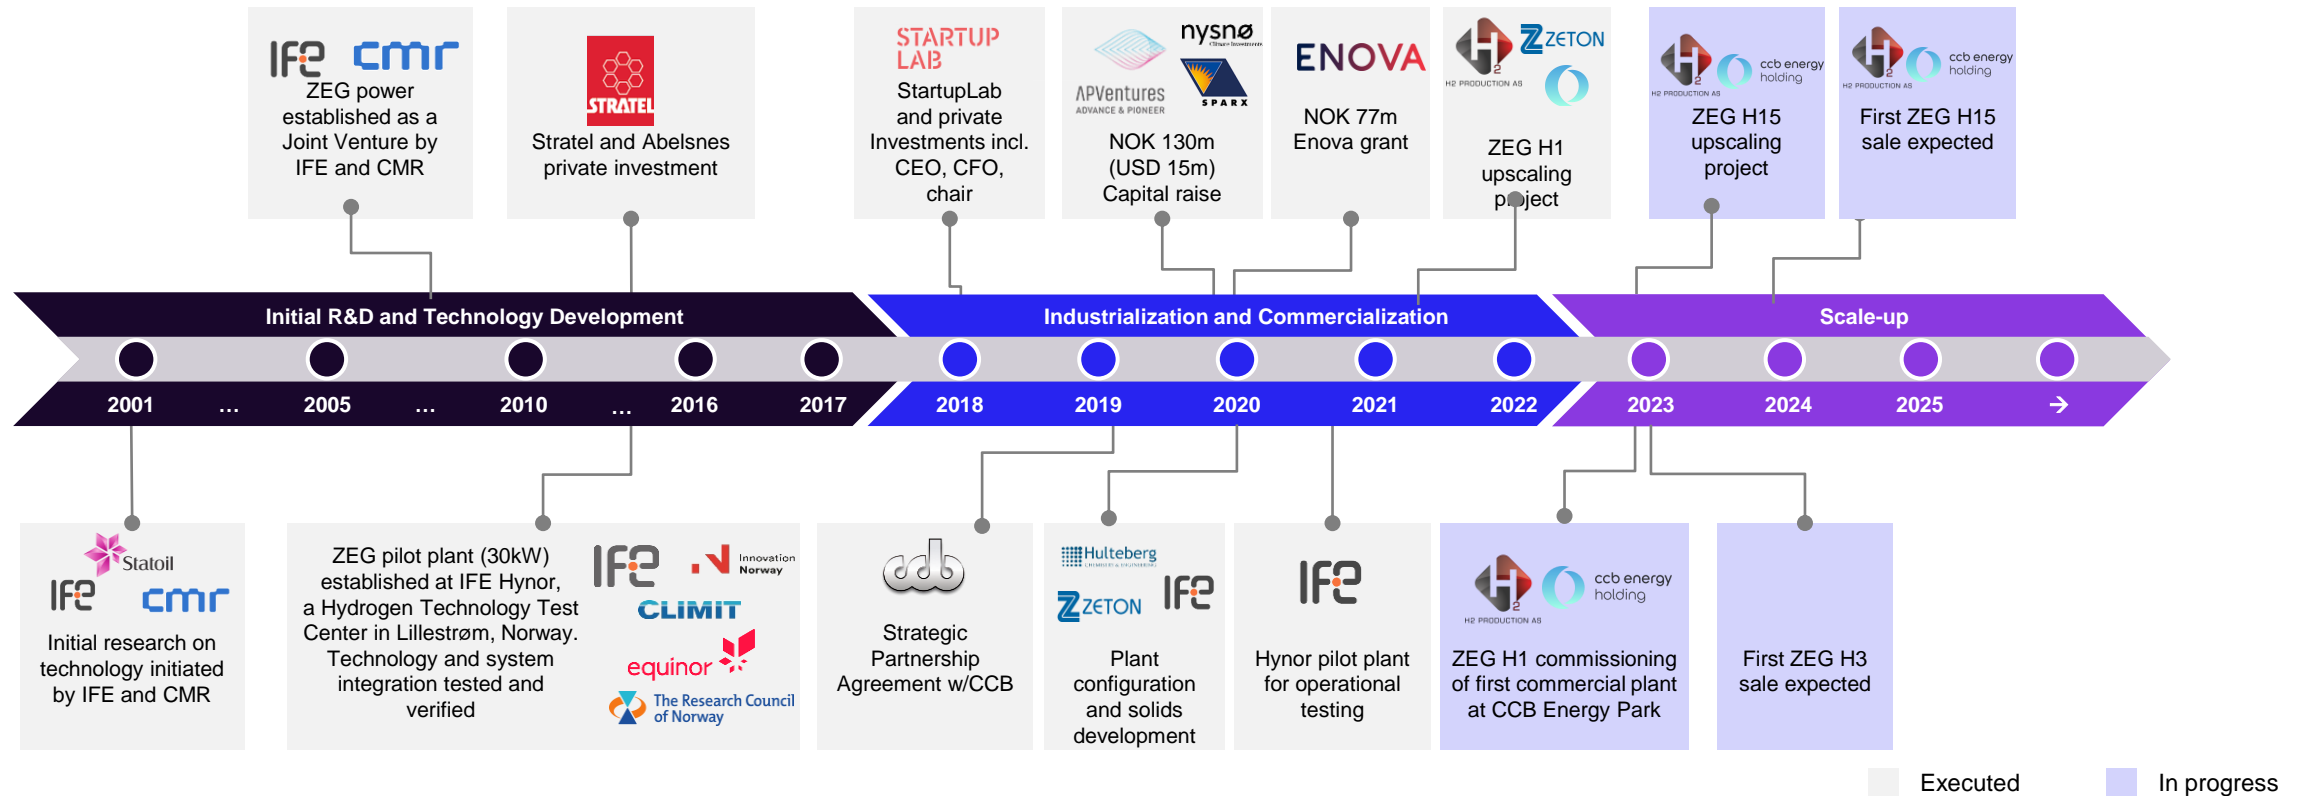 IFE
cmr
ZEG power
established as a
Joint Venture by
IFE and CMR
STRATEL
Stratel and Abelsnes
private investment
STARTUP
LAB
StartupLab
and private
Investments incl.
CEO, CFO,
chair
nysnø
Climate Investments
APVentures
ADVANCE & PIONEER
SPARX
NOK 130m
(USD 15m)
Capital raise
ENOVA
NOK 77m
Enova grant
H2
H2 PRODUCTION AS
ZETON
ZEG H1
upscaling
project
H2
H2 PRODUCTION AS
ccb energy
holding
ZEG H15
upscaling
project
H2
H2 PRODUCTION AS
ccb energy
holding
First ZEG H15
sale expected
Initial R&D and Technology Development
Industrialization and Commercialization
Scale-up
2001 ... 2005 ... 2010 ... 2016 2017 2018 2019 2020 2021 2022 2023 2024 2025 →
Statoil
IFE
cmr
Initial research on
technology initiated
by IFE and CMR
ZEG pilot plant (30kW)
established at IFE Hynor,
a Hydrogen Technology Test
Center in Lillestrøm, Norway.
Technology and system
integration tested and
verified
IFE
Innovation
Norway
CLIMIT
equinor
The Research Council
of Norway
ccb
Strategic
Partnership
Agreement w/CCB
Hulteberg
CHEMISTRY & ENGINEERING
ZETON
IFE
Plant
configuration
and solids
development
IFE
Hynor pilot plant
for operational
testing
H2
H2 PRODUCTION AS
ccb energy
holding
ZEG H1 commissioning
of first commercial plant
at CCB Energy Park
First ZEG H3
sale expected
Executed
In progress